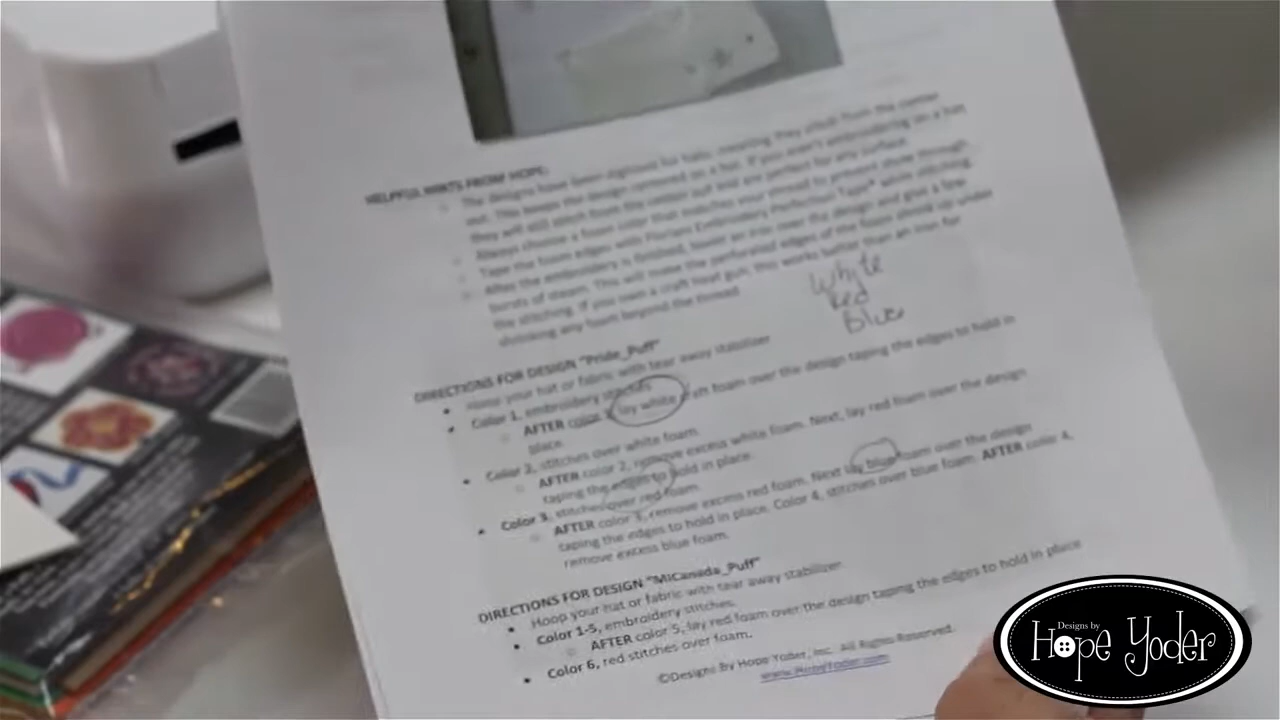 HELPFUL HINTS FROM HOPE:
The designs have been digitized for hats, meaning they stitch from the center
out. This keeps the design centered on a hat. If you aren't embroidering on a hat
they will still stitch from the center out and are perfect for any surface.
Always choose a foam color that matches your thread to prevent show through.
Tape the foam edges with Floriani Embroidery Perfection Tape® while stitching.
After the embroidery is finished, hover an iron over the design and give a few
bursts of steam. This will make the perforated edges of the foam shrink up under
the stitching. If you own a craft heat gun, this works better than an iron for
shrinking any foam beyond the thread.
White
Red
Blue
DIRECTIONS FOR DESIGN "Pride_Puff"
Hoop your hat or fabric with tear away stabilizer
Color 1, embroidery stitches
AFTER color 1, lay white craft foam over the design taping the edges to hold in
place.
Color 2, stitches over white foam.
AFTER color 2, remove excess white foam. Next, lay red foam over the design
taping the edges to hold in place.
Color 3, stitches over red foam.
AFTER color 3, remove excess red foam. Next lay blue foam over the design
taping the edges to hold in place. Color 4, stitches over blue foam. AFTER color 4,
remove excess blue foam.
DIRECTIONS FOR DESIGN "MiCanada_Puff"
Hoop your hat or fabric with tear away stabilizer.
Color 1-5, embroidery stitches.
AFTER color 5, lay red foam over the design taping the edges to hold in place
Color 6, red stitches over foam.
©Designs By Hope Yoder, Inc. All Rights Reserved.
www.HopeYoder.com
Designs by
Hope Yoder